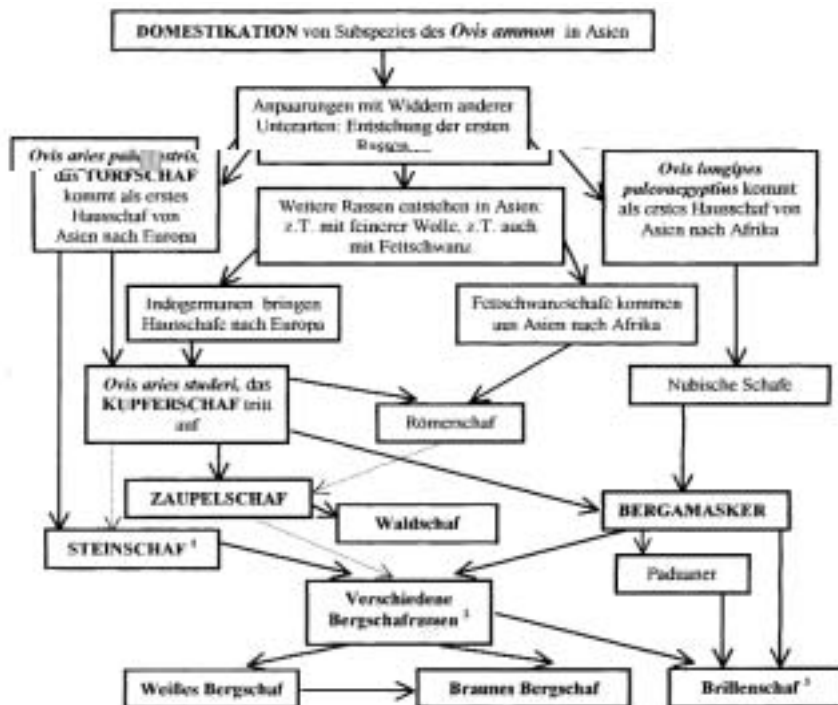 DOMESTIKATION von Subspezies des Ovis ammon in Asien
Anpaarungen mit Widdern anderer
Unterarten: Entstehung der ersten
Rassen
Ovis aries
das TORFSCHAF
kommt als erstes
Hausschaf von
Asien nach Europa
Weitere Rassen entstehen in Asien:
z.T. mit feinerer Wolle, z.T. auch
mit Fettschwanz
Ovis longipes
paleoaegyptius kommt
als erstes Hausschaf von
Asien nach Afrika
Indogermanen bringen
Hausschafe nach Europa
Fettschwanzschafe kommen
aus Asien nach Afrika
Ovis aries studeri, das
KUPFERSCHAF tritt
auf
Römerschaf
Nubische Schafe
ZAUPELSCHAF
Waldschaf
BERGAMASKER
STEINSCHAF
Paduaner
Verschiedene
Bergschafrassen
Weißes Bergschaf
Braunes Bergschaf
Brillenschaf